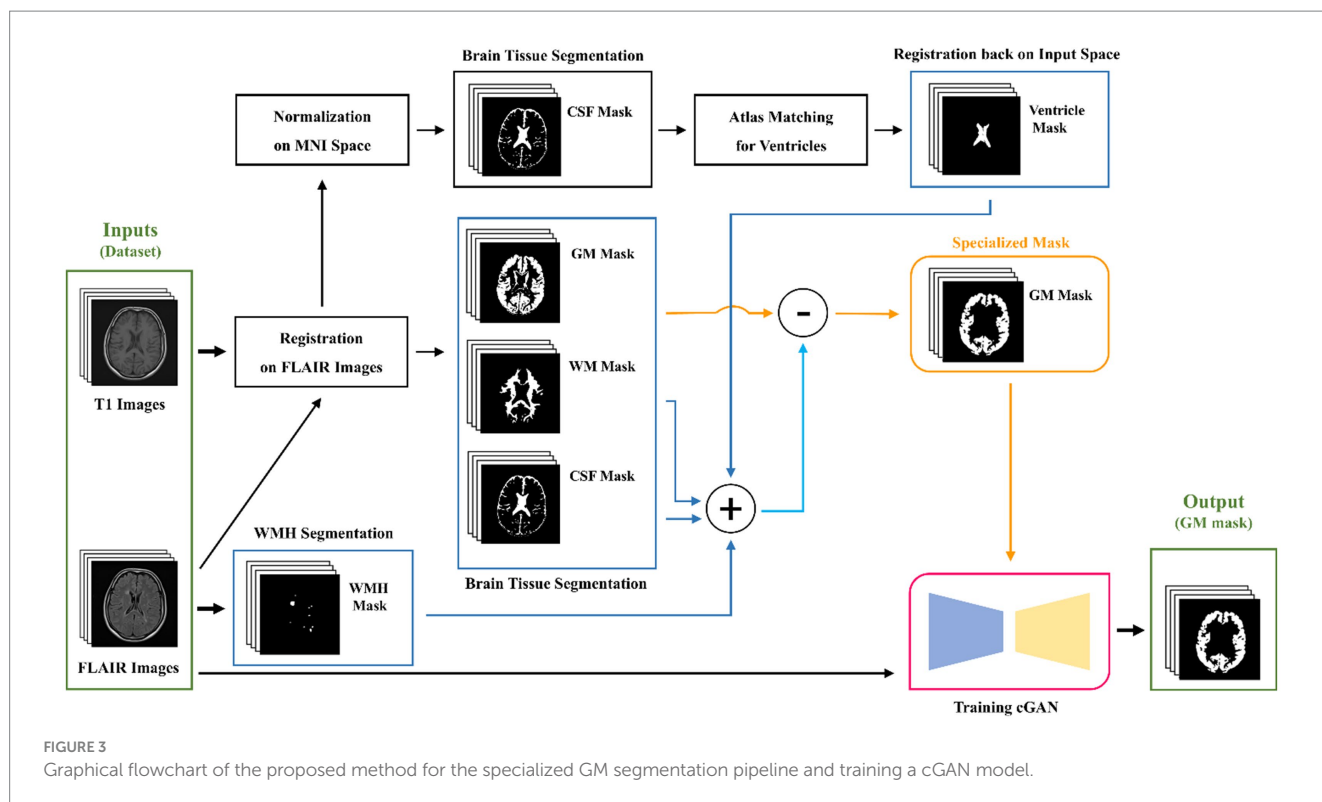 Brain Tissue Segmentation
CSF Mask
Registration back on Input Space
Ventricle
Mask
Normalization
on MNI Space
Atlas Matching
for Ventricles
Inputs
(Dataset)
T1 Images
FLAIR Images
Registration
on FLAIR Images
GM Mask
WM Mask
CSF Mask
Brain Tissue Segmentation
WMH Segmentation
WMH
Mask
-
+
Specialized Mask
GM Mask
Training cGAN
Output
(GM mask)
FIGURE 3
Graphical flowchart of the proposed method for the specialized GM segmentation pipeline and training a cGAN model.